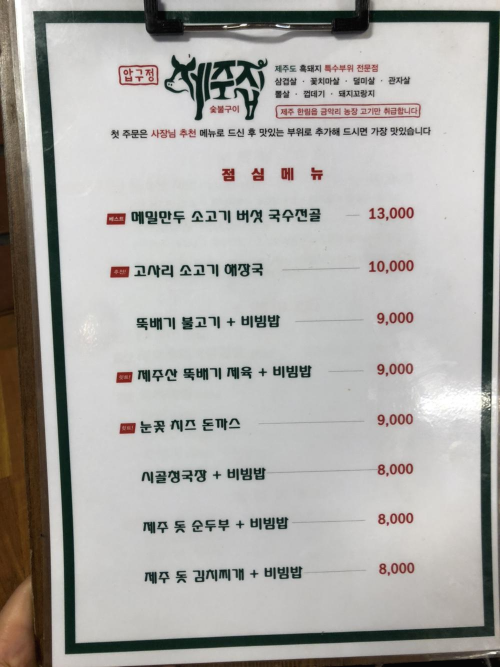 압구정
제주집
숯불구이
제주도 흑돼지 특수부위 전문점
삼겹살 · 꽃치마살 · 덜미살 · 관자살
뽈살 · 껍데기 · 돼지꼬랑지
제주 한림읍 금악리 농장 고기만 취급합니다
첫 주문은 사장님 추천 메뉴로 드신 후 맛있는 부위로 추가해 드시면 가장 맛있습니다
점심메뉴
베스트 메밀만두 소고기 버섯 국수전골 13,000
추천! 고사리 소고기 해장국 10,000
뚝배기 불고기 + 비빔밥 9,000
제주산 뚝배기 제육 + 비빔밥 9,000
눈꽃 치즈 돈까스 9,000
시골청국장 + 비빔밥 8,000
제주 돗 순두부 + 비빔밥 8,000
제주 돗 김치찌개 + 비빔밥 8,000